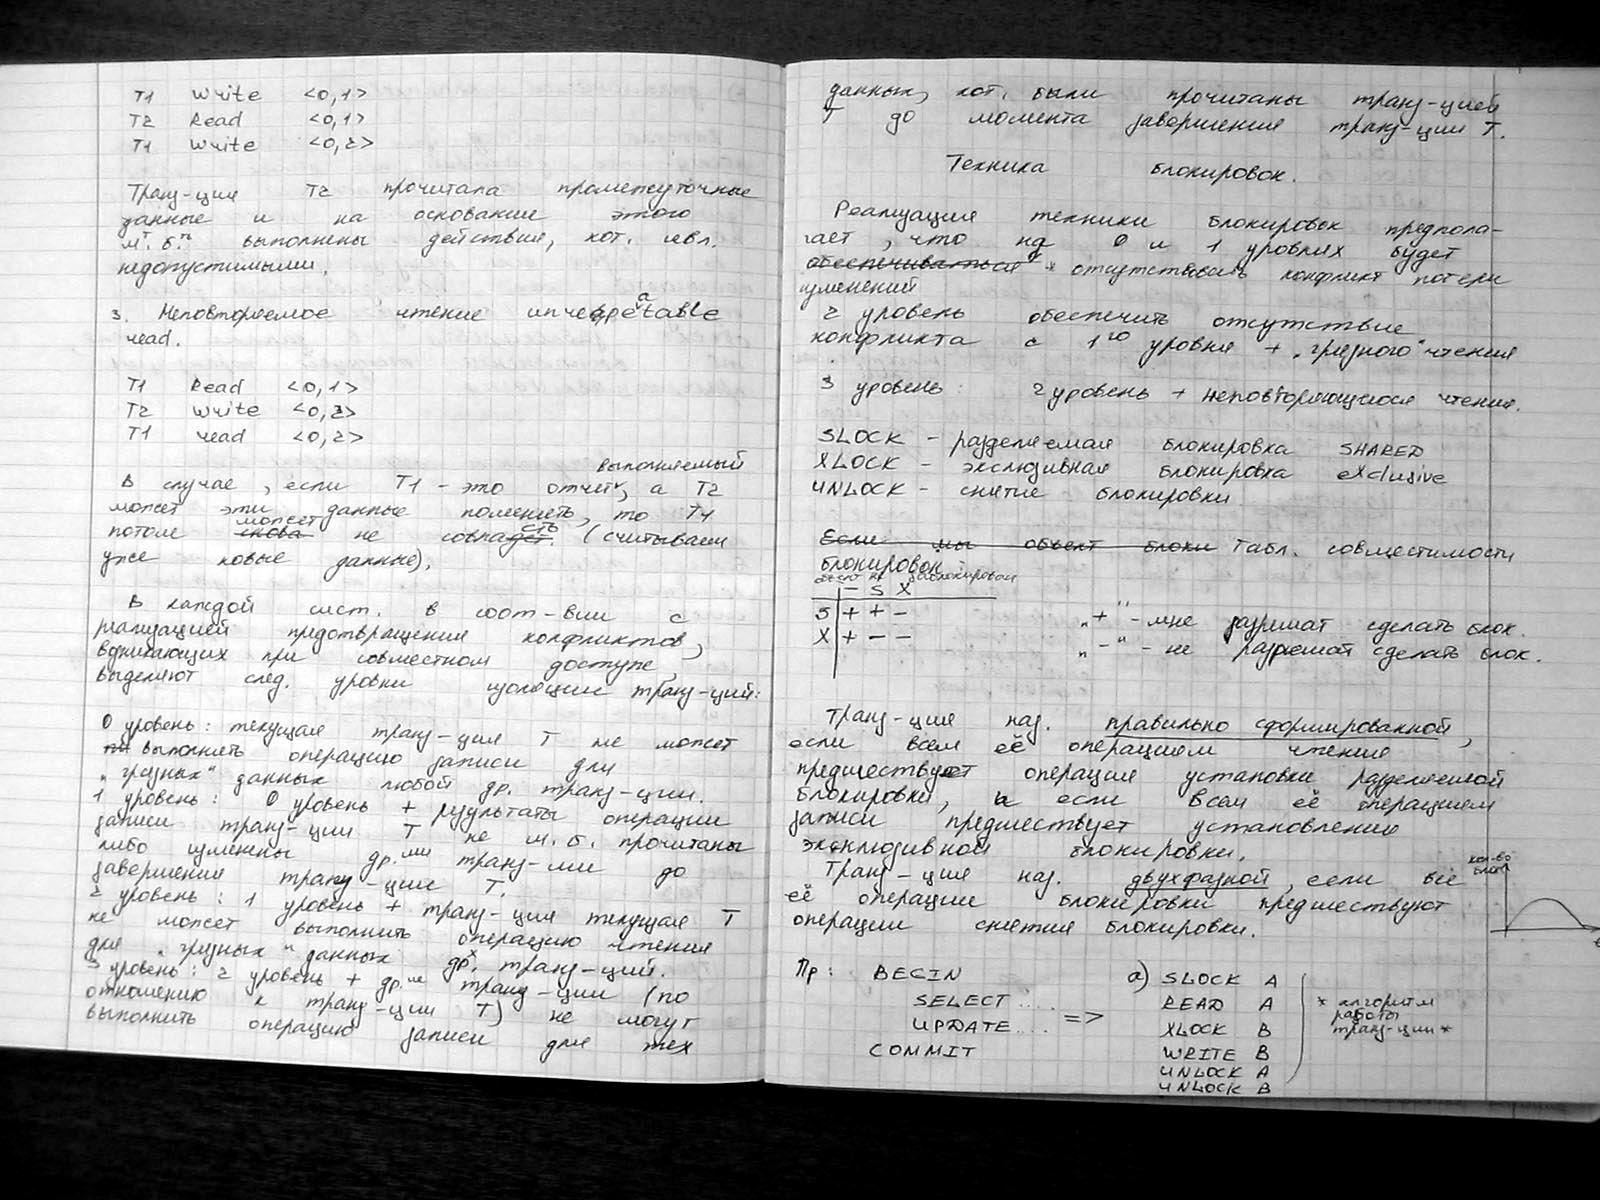 T1 Write <0,1>
T2 Read <0,1>
T1 Write <0,2>
Транз-ция T2 прочитала промежуточные
данные и на основании этого
м. б. выполнены действия, кот. явл.
недопустимыми.
3. Неповторяемое чтение
read.
T1 Read <0,1>
T2 Write <0,2>
T1 read <0,2>
выполняемый
В случае, если T1 - это отчет, а T2
может эти данные поменять, то T1
потом может не совпасть. (считываем
уже новые данные).
В каждой сист. в соот-вии с
реализацией предотвращения конфликтов,
возникающих при совместном доступе,
выделяют след. уровни изоляции транз-ций:
0 уровень: текущая транз-ция T не может
выполнить операцию записи для
„грязных" данных любой др. транз-ции.
1 уровень: 0 уровень + результаты операции
записи транз-ции T не м. б. прочитаны
либо изменены др.ми транз-ми до
завершения транз-ции T.
2 уровень: 1 уровень + транз-ция текущая T
не может выполнить операцию чтения
для „грязных" данных др.х транз-ций.
3 уровень: 2 уровень + др.ие транз-ции (по
отношению к транз-ции T) не могут
выполнить операцию записи для тех
данных, кот. были прочитаны транз-цией
T до момента завершения транз-ции T.
Техника блокировок.
Реализация техники блокировок предпола-
гает, что на 0 и 1 уровнях будет
обеспечиваться отсутствовать конфликт потери
изменений
2 уровень обеспечить отсутствие
конфликта с 1го уровня + „грязного" чтения
3 уровень: 2 уровень + неповторяющегося чтения.
SLOCK - разделяемая блокировка SHARED
XLOCK - эксклюзивная блокировка eXclusive
UNLOCK - снятие блокировки
Если мы объект блоки Табл. совместимости
блокировок
заблокирован
- S X
S + + - „+" - мне разрешат сделать блок.
X + - - „-" - не разрешат сделать блок.
Транз-ция наз. правильно сформированной,
если всем её операциям чтения
предшествует операция установки разделяемой
блокировки, и если всем её операциям
записи предшествует установление
эксклюзивной блокировки.
кол-во
блок
Транз-ция наз. двухфазной, если все
её операции блокировки предшествуют
операции снятия блокировки.
Пр: BEGIN
SELECT ....
UPDATE ....
COMMIT
=>
а) SLOCK A
READ A
XLOCK B
WRITE B
UNLOCK A
UNLOCK B
* алгоритм
работы
транз-ции *